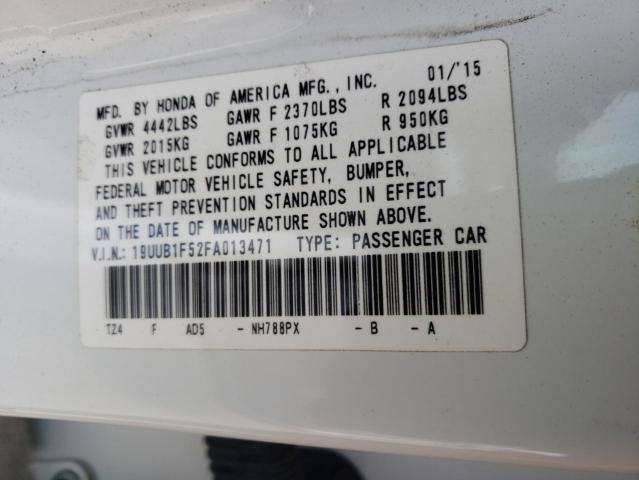 MFD. BY HONDA OF AMERICA MFG., INC. 01/'15
GVWR 4442LBS GAWR F 2370LBS R 2094LBS
GVWR 2015KG GAWR F 1075KG R 950KG
THIS VEHICLE CONFORMS TO ALL APPLICABLE
FEDERAL MOTOR VEHICLE SAFETY, BUMPER,
AND THEFT PREVENTION STANDARDS IN EFFECT
ON THE DATE OF MANUFACTURE SHOWN ABOVE.
V.I.N.: 19UUB1F52FA013471 TYPE: PASSENGER CAR
TZ4 F AD5 - NH788PX - B - A